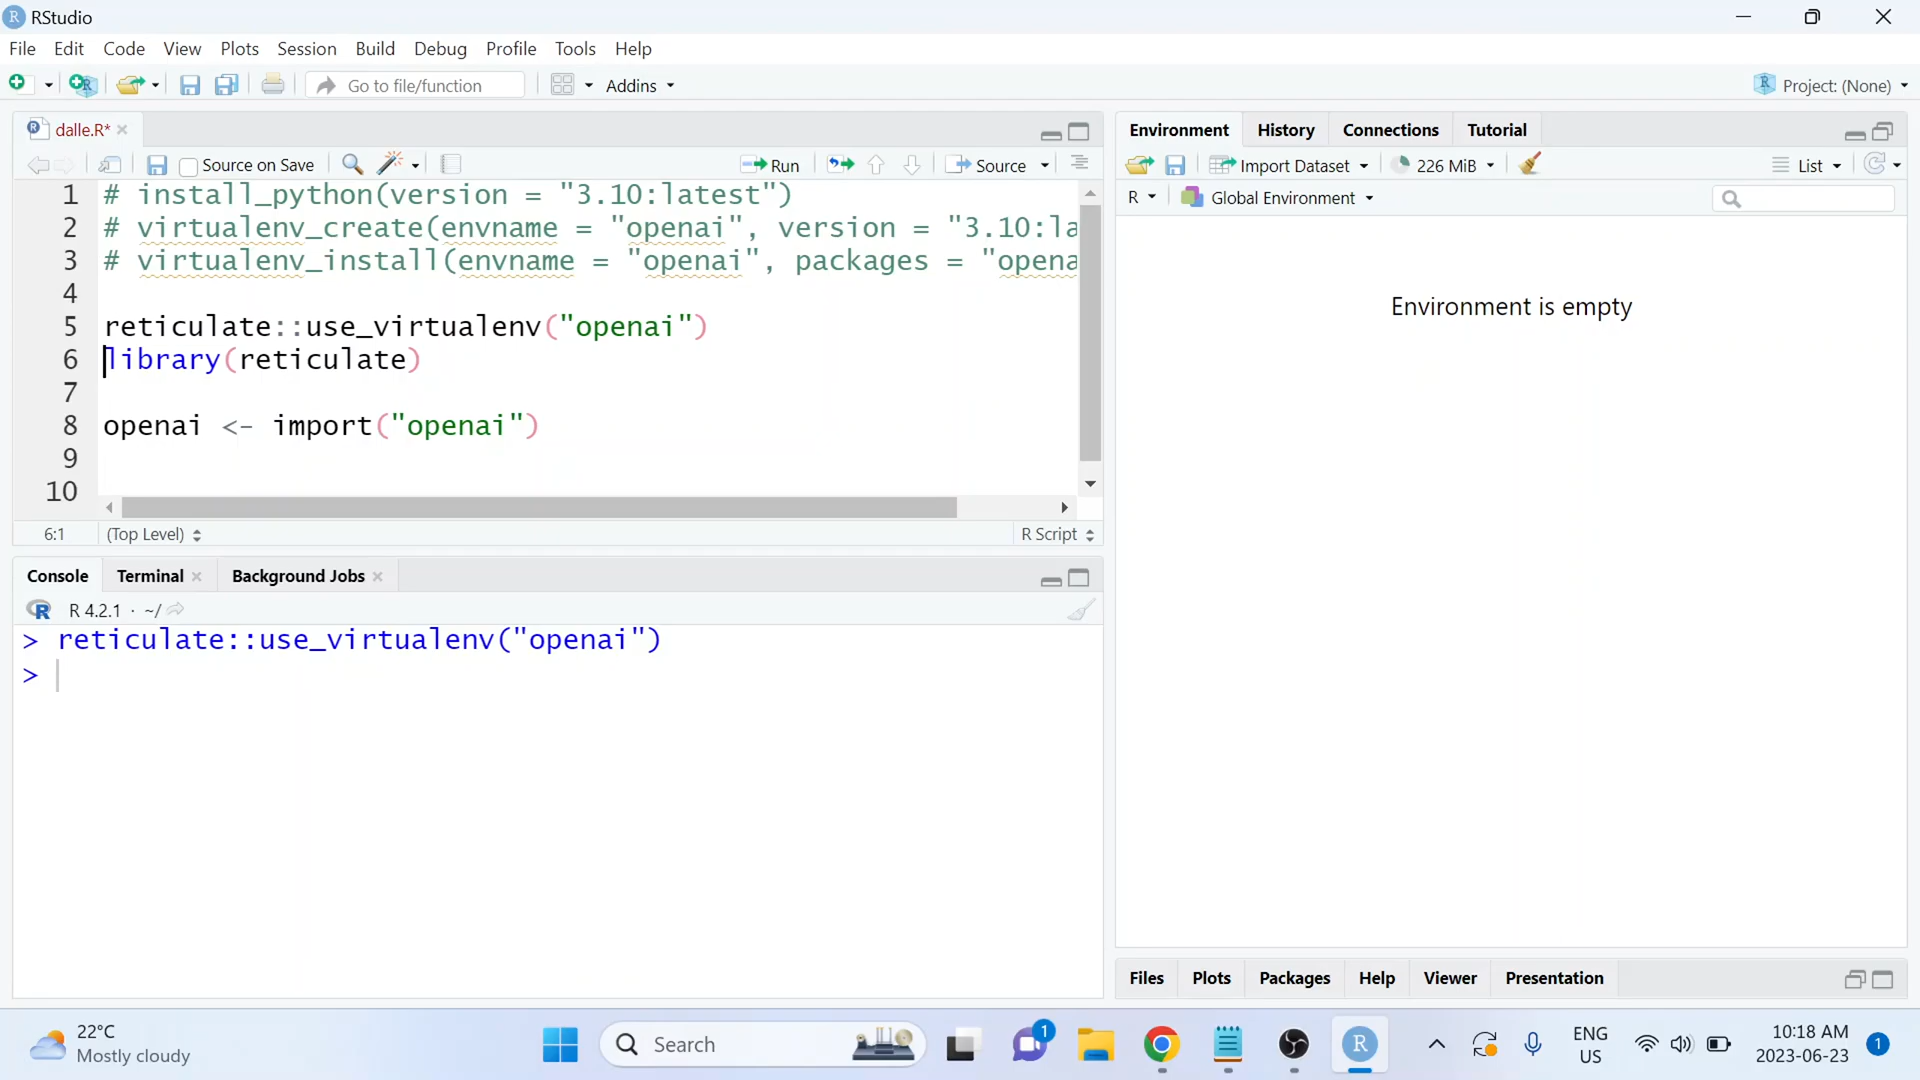 RStudio
File Edit Code View Plots Session Build Debug Profile Tools Help
Go to file/function Addins Project: (None)
dalle.R*
Source on Save Run Source
1 # install_python(version = "3.10:latest")
2 # virtualenv_create(envname = "openai", version = "3.10:la
3 # virtualenv_install(envname = "openai", packages = "opena
4
5 reticulate::use_virtualenv("openai")
6 library(reticulate)
7
8 openai <- import("openai")
9
10
6:1 (Top Level) R Script
Console Terminal Background Jobs
R 4.2.1 · ~/
> reticulate::use_virtualenv("openai")
>
Environment History Connections Tutorial
Import Dataset 226 MiB List
R Global Environment
Environment is empty
Files Plots Packages Help Viewer Presentation
22°C
Mostly cloudy
Search
1
R
ENG
US
10:18 AM
2023-06-23
1